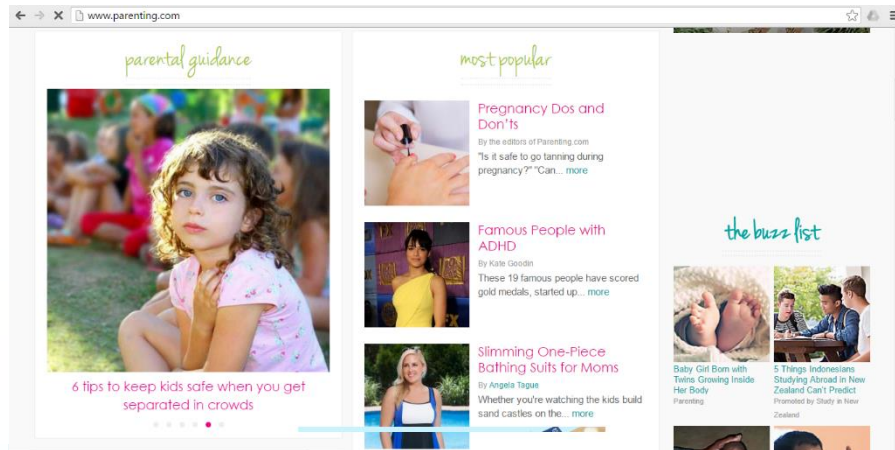 www.parenting.com
parental guidance
6 tips to keep kids safe when you get
separated in crowds
most popular
Pregnancy Dos and
Don'ts
By the editors of Parenting.com
"Is it safe to go tanning during
pregnancy?" "Can... more
Famous People with
ADHD
By Kate Goodin
These 19 famous people have scored
gold medals, started up... more
Slimming One-Piece
Bathing Suits for Moms
By Angela Tague
Whether you're watching the kids build
sand castles on the... more
the buzz list
Baby Girl Born with
Twins Growing Inside
Her Body
Parenting
5 Things Indonesians
Studying Abroad in New
Zealand Can't Predict
Promoted by Study in New
Zealand